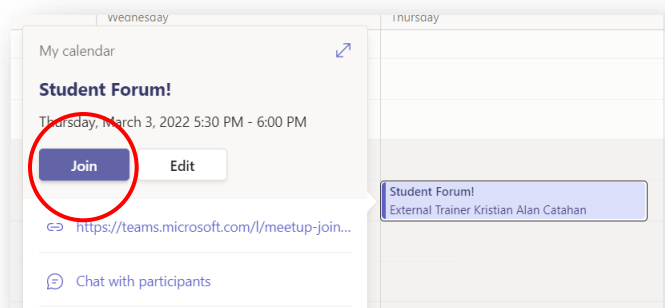 Wednesday
Thursday
My calendar
Student Forum!
Thursday, March 3, 2022 5:30 PM - 6:00 PM
Join
Edit
https://teams.microsoft.com/l/meetup-join...
Chat with participants
Student Forum!
External Trainer Kristian Alan Catahan